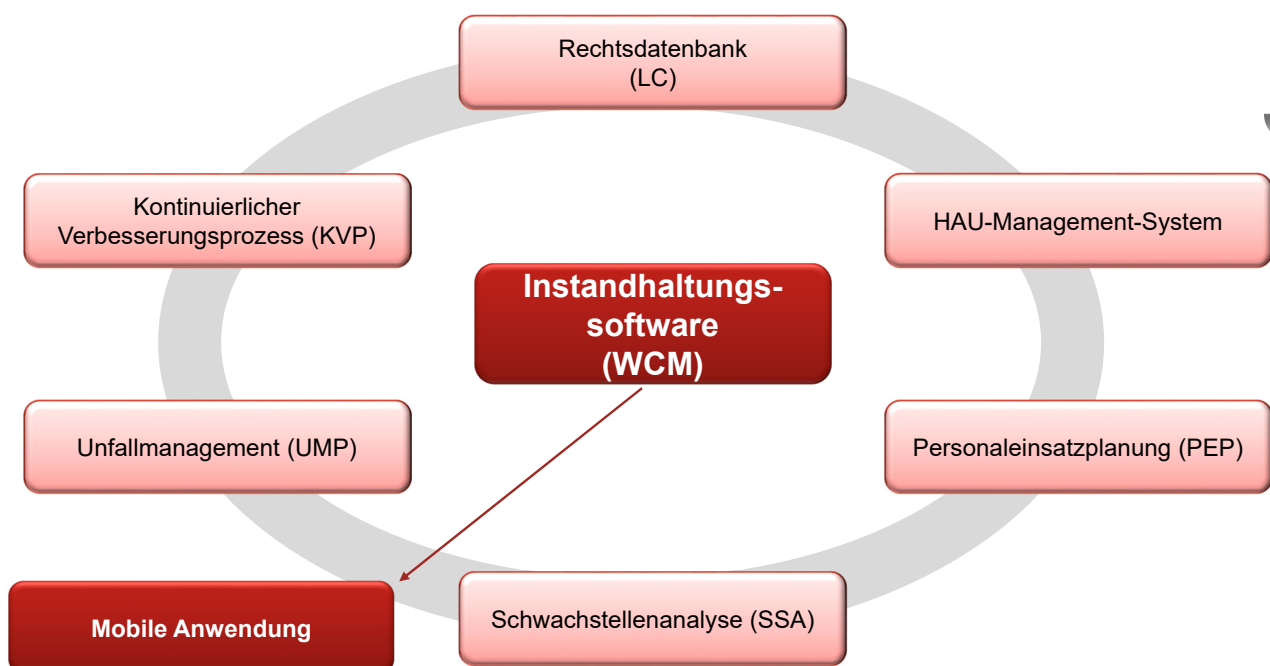 Rechtsdatenbank
(LC)
Kontinuierlicher
Verbesserungsprozess (KVP)
HAU-Management-System
Instandhaltungs-
software
(WCM)
Unfallmanagement (UMP)
Personaleinsatzplanung (PEP)
Mobile Anwendung
Schwachstellenanalyse (SSA)